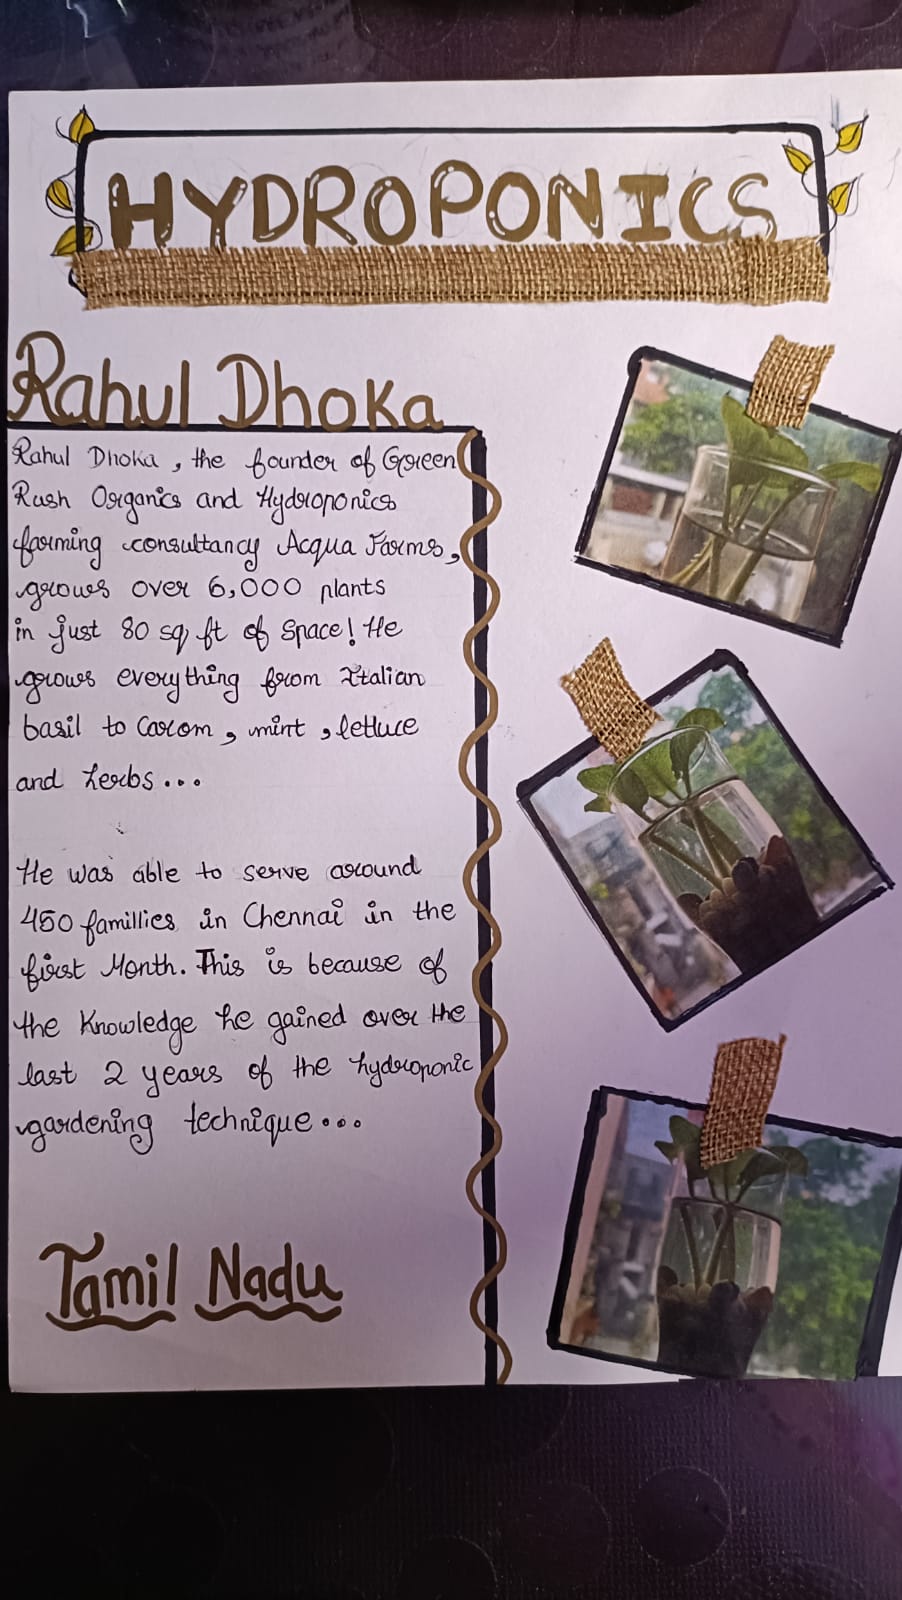 HYDROPONICS
Rahul Dhoka
Rahul Dhoka, the founder of Green
Rush Organics and Hydroponics
farming consultancy Acqua Farms,
grows over 6,000 plants
in just 80 sq ft of space! He
grows everything from Italian
basil to Carom, mint, lettuce
and herbs...
He was able to serve around
450 famillies in Chennai in the
first Month. This is because of
the Knowledge he gained over the
last 2 years of the hydroponic
gardening technique...
Tamil Nadu